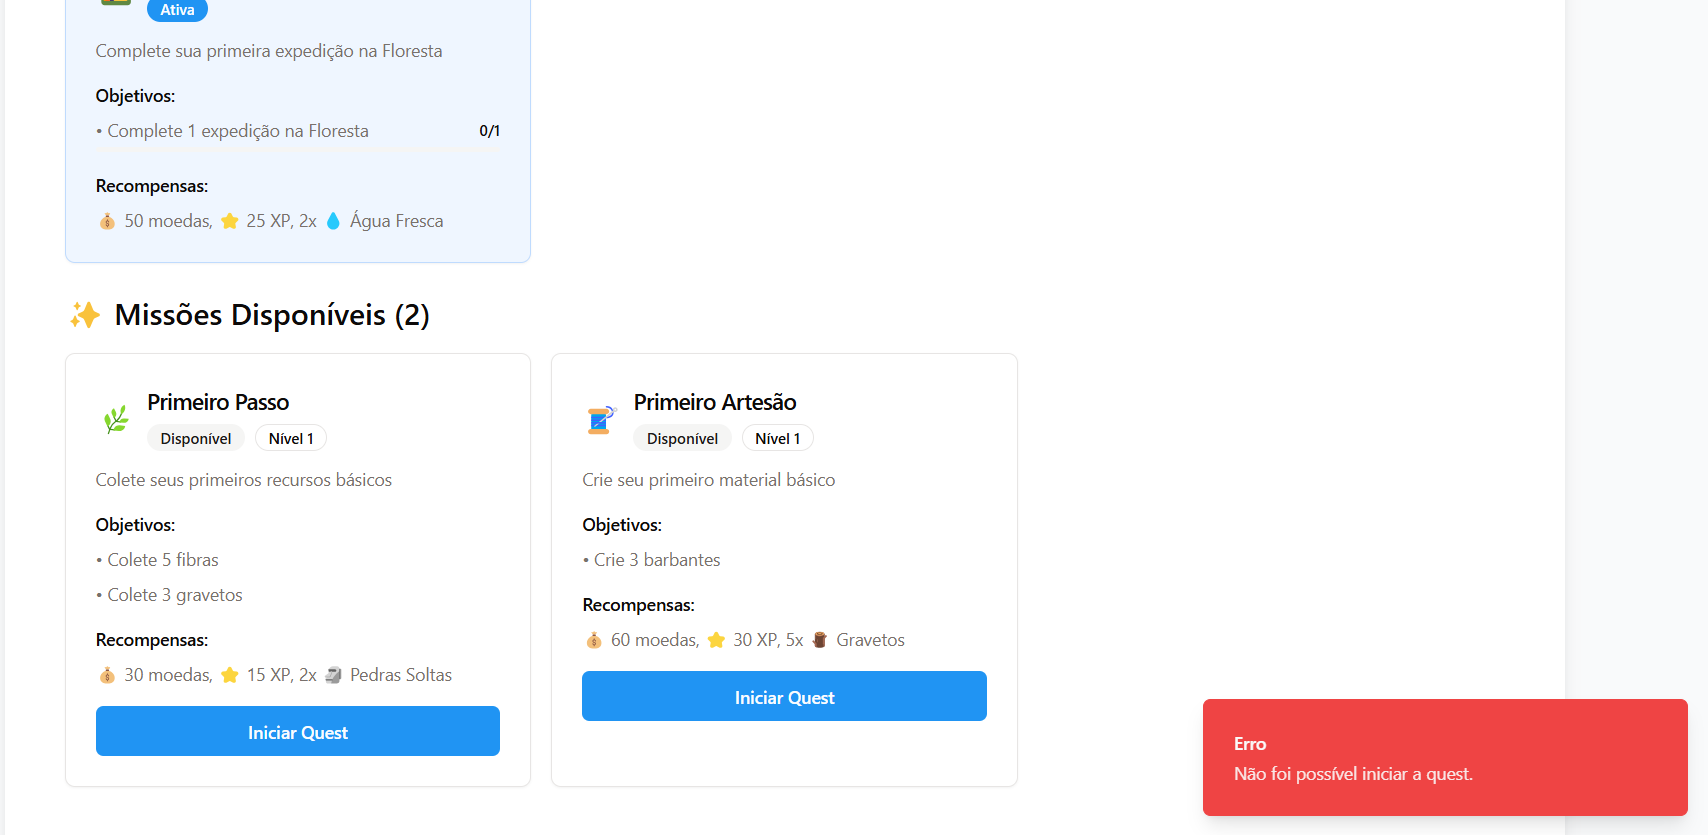 Ativa
Complete sua primeira expedição na Floresta
Objetivos:
• Complete 1 expedição na Floresta 0/1
Recompensas:
50 moedas, 25 XP, 2x Água Fresca
Missões Disponíveis (2)
Primeiro Passo
Disponível Nível 1
Colete seus primeiros recursos básicos
Objetivos:
• Colete 5 fibras
• Colete 3 gravetos
Recompensas:
30 moedas, 15 XP, 2x Pedras Soltas
Iniciar Quest
Primeiro Artesão
Disponível Nível 1
Crie seu primeiro material básico
Objetivos:
• Crie 3 barbantes
Recompensas:
60 moedas, 30 XP, 5x Gravetos
Iniciar Quest
Erro
Não foi possível iniciar a quest.